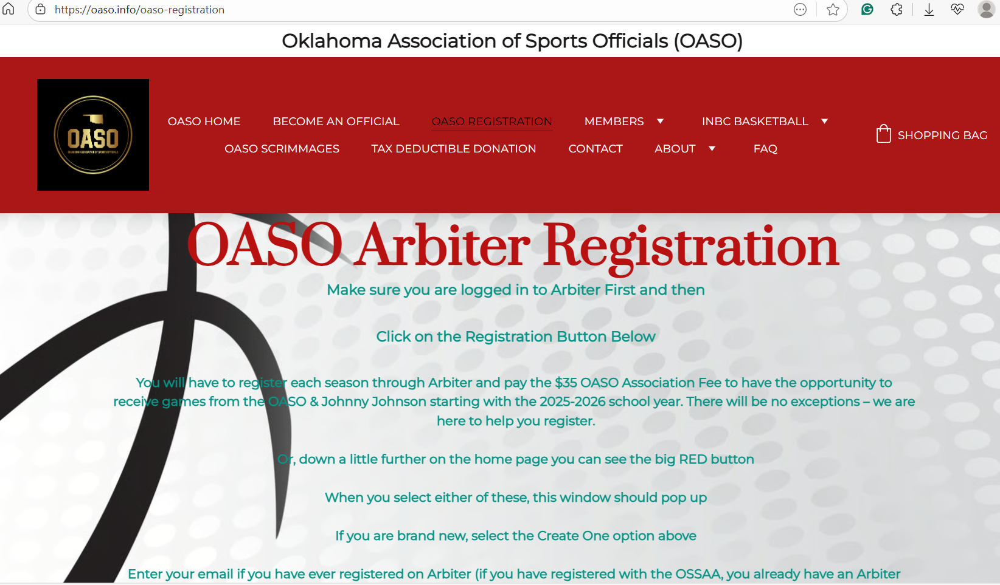 https://oaso.info/oaso-registration
Oklahoma Association of Sports Officials (OASO)
OASO
OKLAHOMA ASSOCIATION OF SPORTS OFFICIALS
OASO HOME
BECOME AN OFFICIAL
OASO REGISTRATION
MEMBERS
INBC BASKETBALL
OASO SCRIMMAGES
TAX DEDUCTIBLE DONATION
CONTACT
ABOUT
FAQ
SHOPPING BAG
OASO Arbiter Registration
Make sure you are logged in to Arbiter First and then
Click on the Registration Button Below
You will have to register each season through Arbiter and pay the $35 OASO Association Fee to have the opportunity to
receive games from the OASO & Johnny Johnson starting with the 2025-2026 school year. There will be no exceptions – we are
here to help you register.
Or, down a little further on the home page you can see the big RED button
When you select either of these, this window should pop up
If you are brand new, select the Create One option above
Enter your email if you have ever registered on Arbiter (if you have registered with the OSSAA, you already have an Arbiter